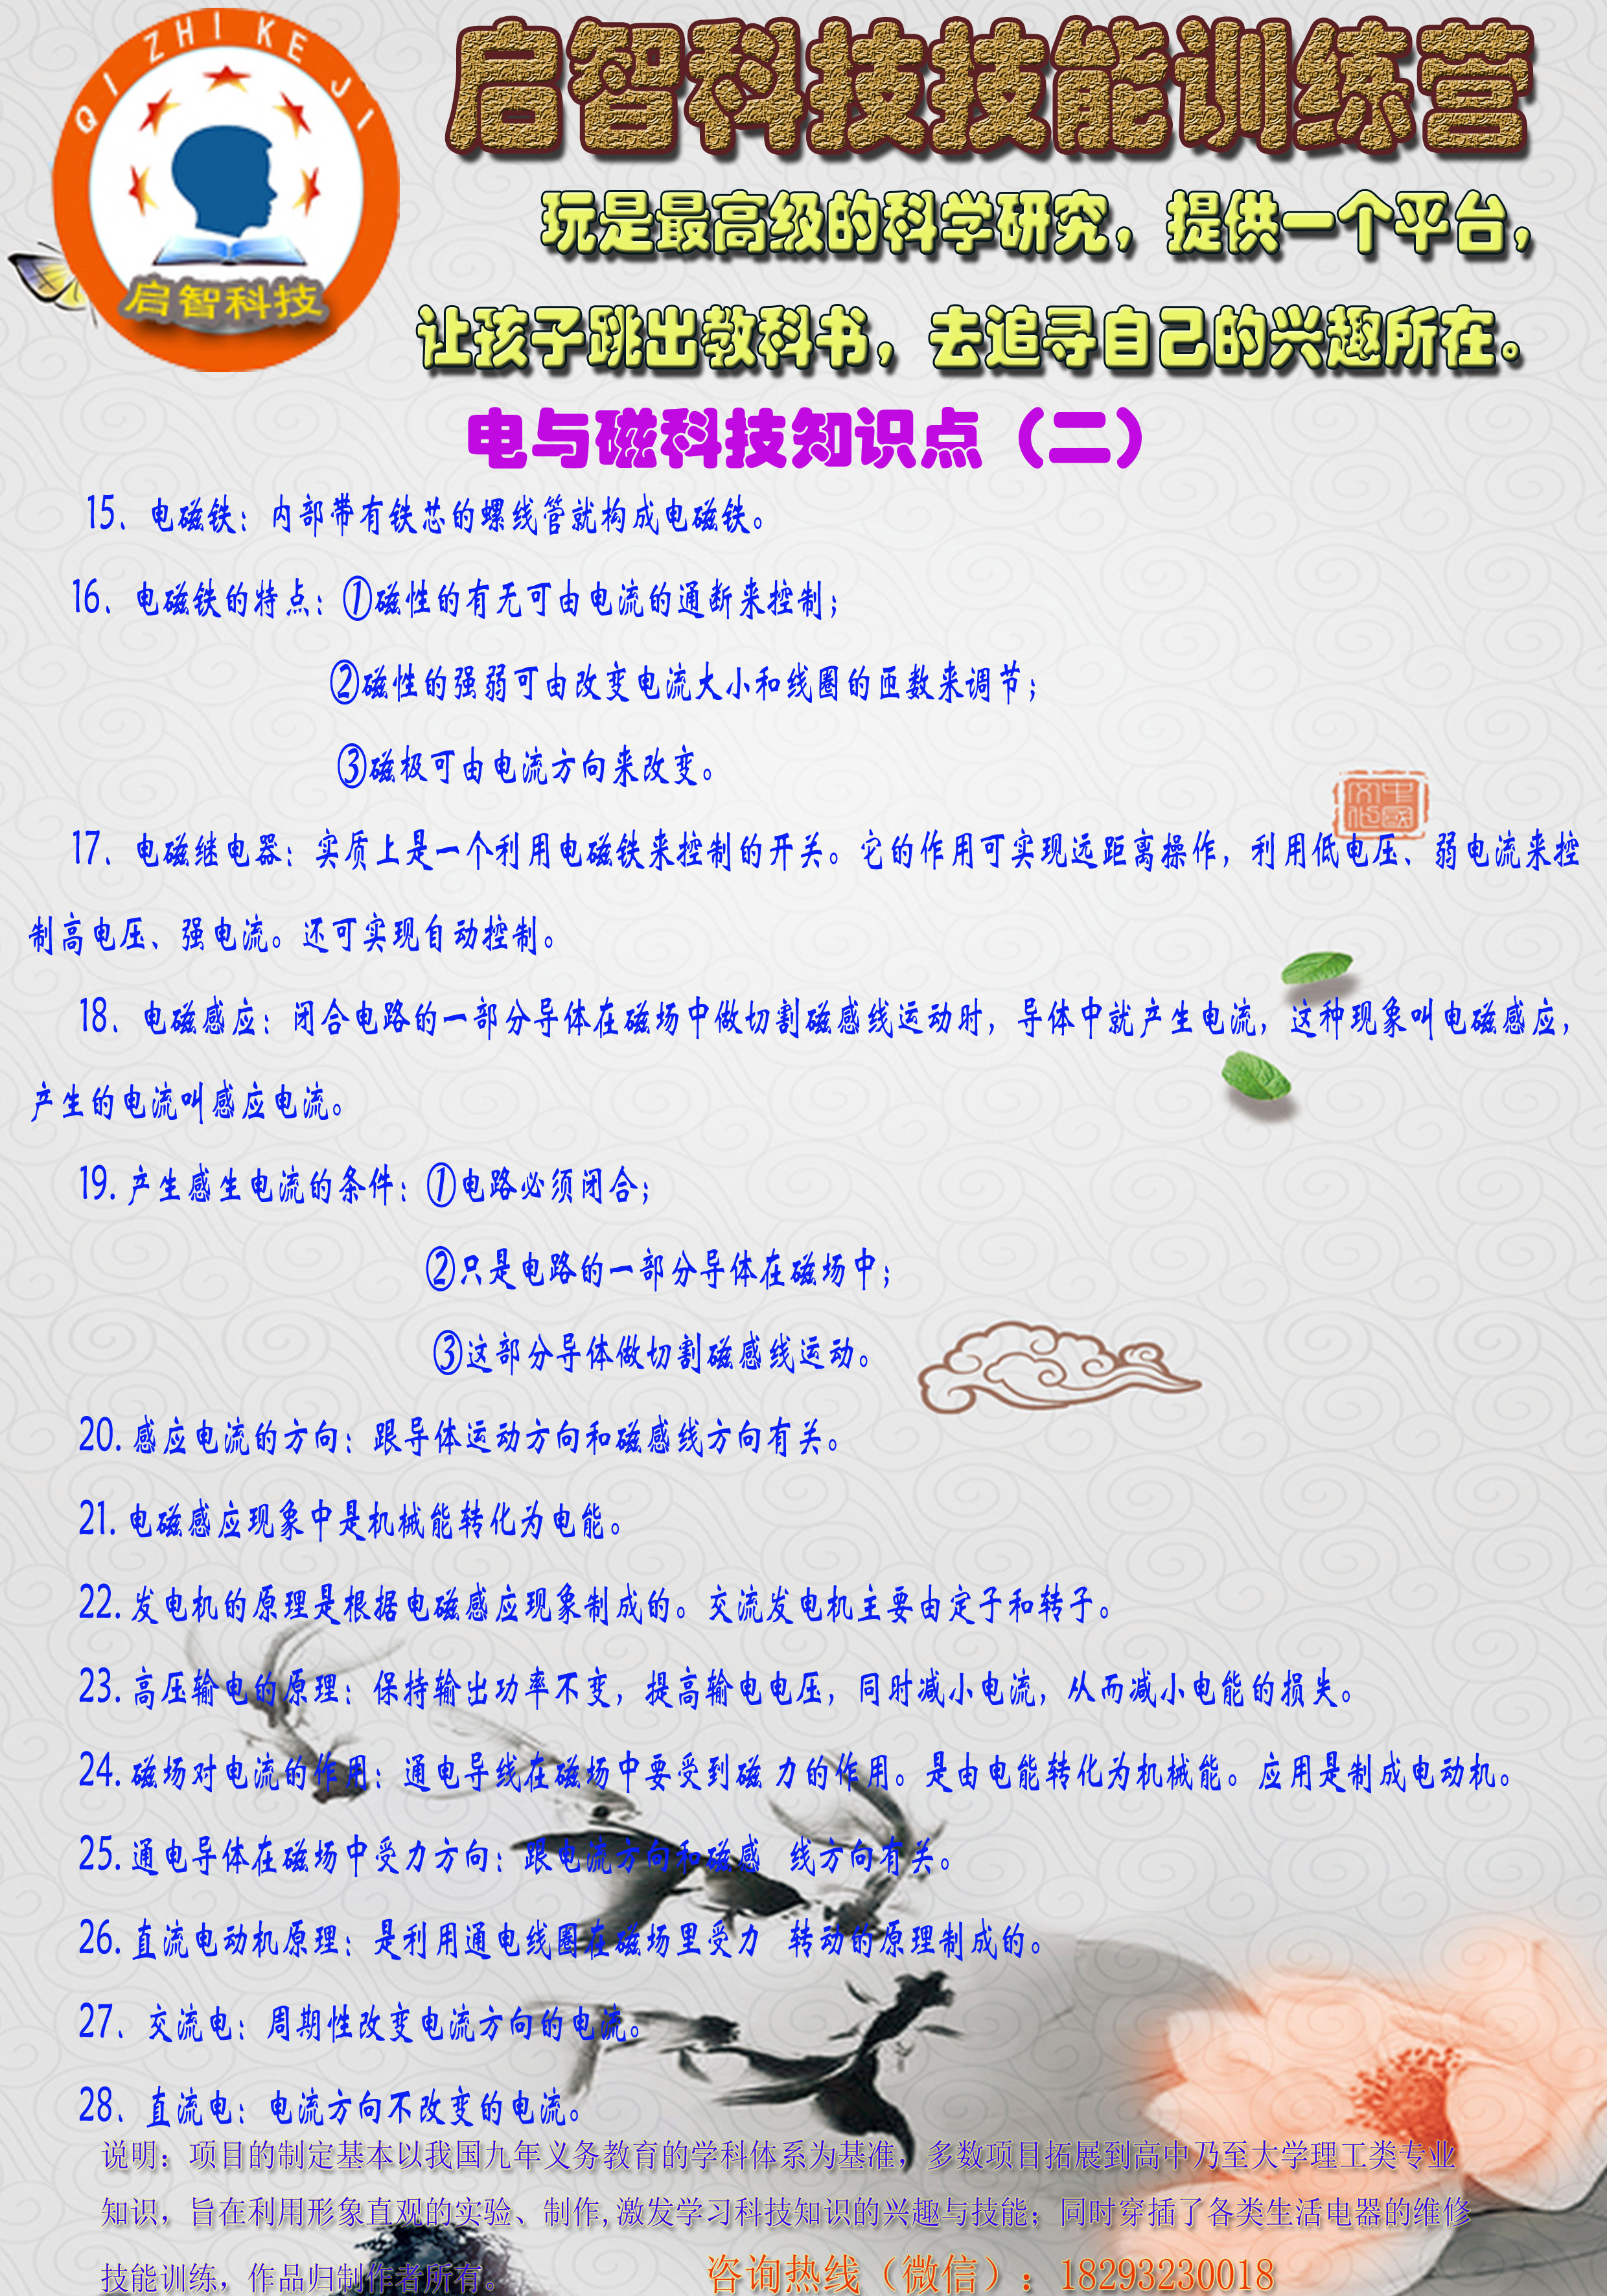 QI ZHI KE JI
启智科技
启智科技技能训练营
玩是最高级的科学研究，提供一个平台，
让孩子跳出教科书，去追寻自己的兴趣所在。
电与磁科技知识点（二）
15、电磁铁：内部带有铁芯的螺线管就构成电磁铁。
16、电磁铁的特点：①磁性的有无可由电流的通断来控制；
②磁性的强弱可由改变电流大小和线圈的匝数来调节；
③磁极可由电流方向来改变。
17、电磁继电器：实质上是一个利用电磁铁来控制的开关。它的作用可实现远距离操作，利用低电压、弱电流来控
制高电压、强电流。还可实现自动控制。
18、电磁感应：闭合电路的一部分导体在磁场中做切割磁感线运动时，导体中就产生电流，这种现象叫电磁感应，
产生的电流叫感应电流。
19.产生感生电流的条件：①电路必须闭合；
②只是电路的一部分导体在磁场中；
③这部分导体做切割磁感线运动。
20.感应电流的方向：跟导体运动方向和磁感线方向有关。
21.电磁感应现象中是机械能转化为电能。
22.发电机的原理是根据电磁感应现象制成的。交流发电机主要由定子和转子。
23.高压输电的原理：保持输出功率不变，提高输电电压，同时减小电流，从而减小电能的损失。
24.磁场对电流的作用：通电导线在磁场中要受到磁 力的作用。是由电能转化为机械能。应用是制成电动机。
25.通电导体在磁场中受力方向：跟电流方向和磁感 线方向有关。
26.直流电动机原理：是利用通电线圈在磁场里受力 转动的原理制成的。
27、交流电：周期性改变电流方向的电流。
28、直流电：电流方向不改变的电流。
说明：项目的制定基本以我国九年义务教育的学科体系为基准，多数项目拓展到高中乃至大学理工类专业
知识，旨在利用形象直观的实验、制作,激发学习科技知识的兴趣与技能；同时穿插了各类生活电器的维修
技能训练，作品归制作者所有。
咨询热线（微信）：18293230018